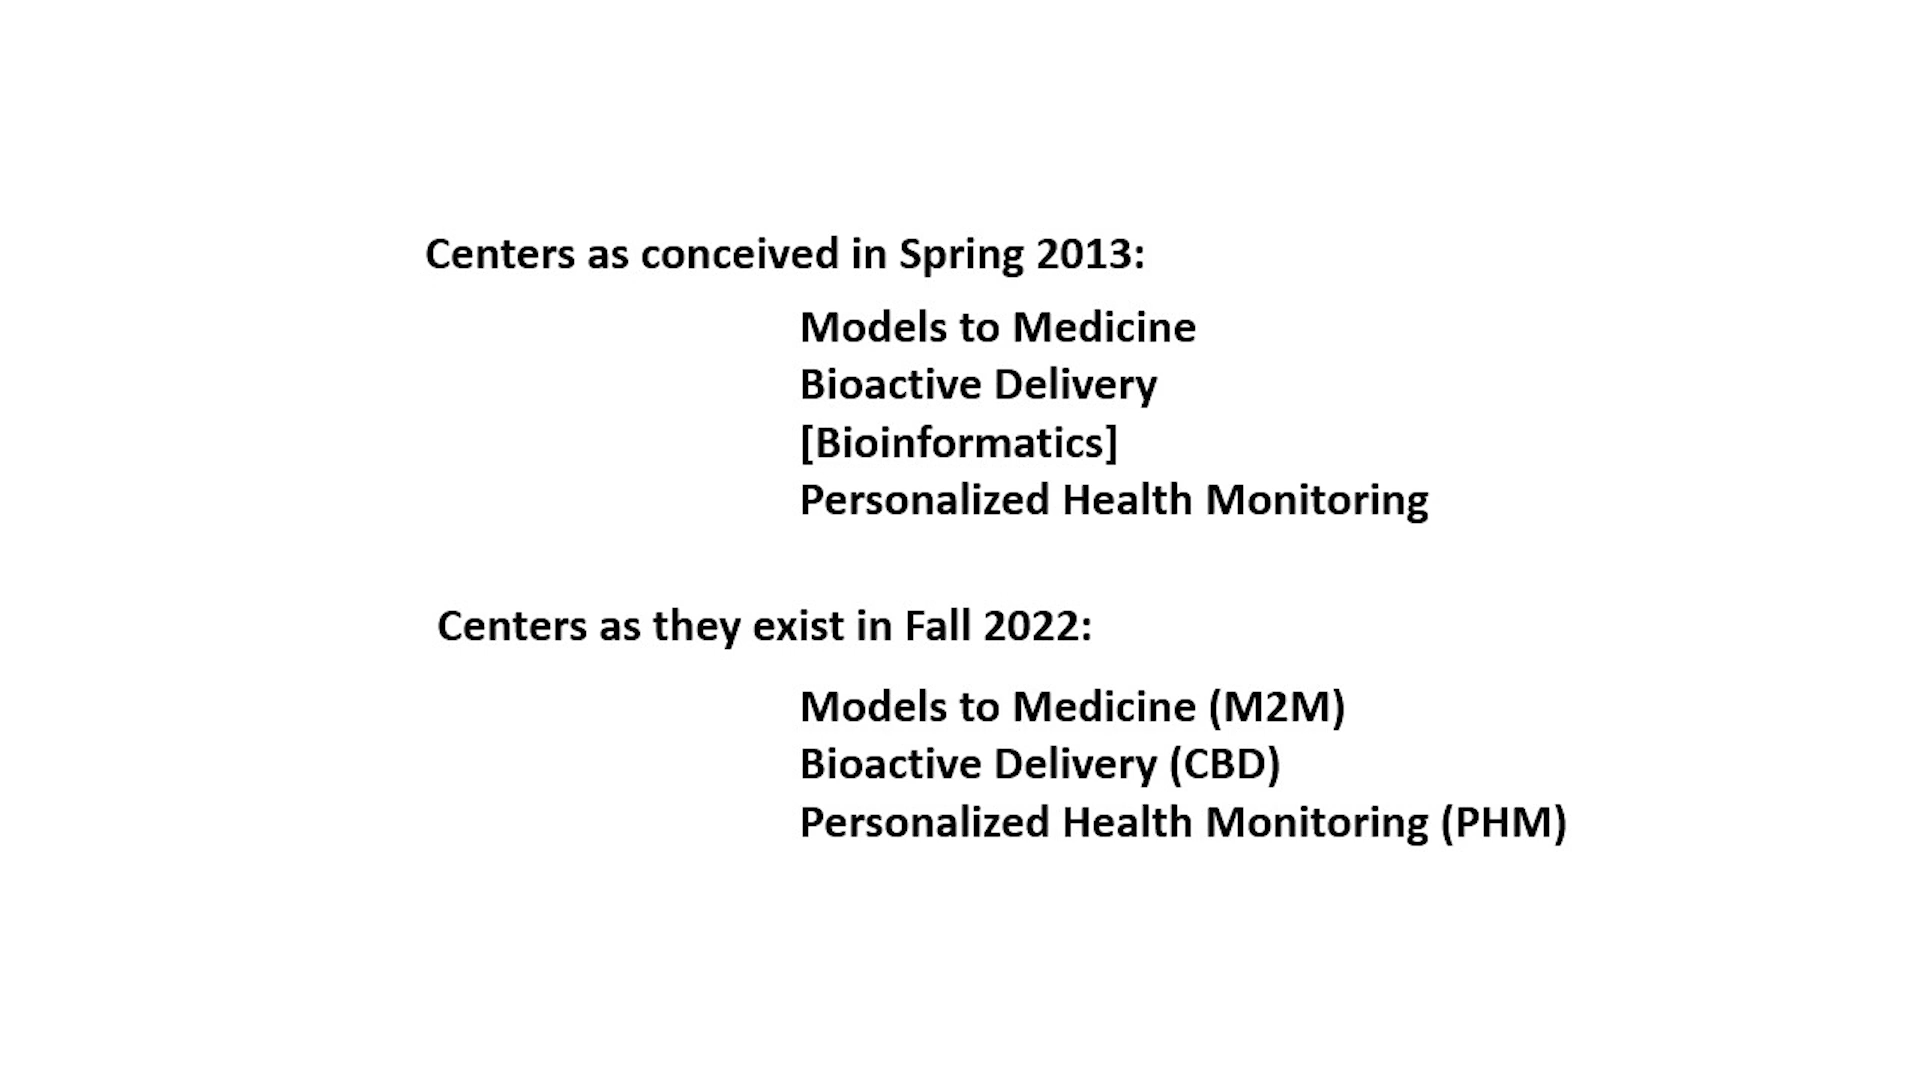 Centers as conceived in Spring 2013:
Models to Medicine
Bioactive Delivery
[Bioinformatics]
Personalized Health Monitoring
Centers as they exist in Fall 2022:
Models to Medicine (M2M)
Bioactive Delivery (CBD)
Personalized Health Monitoring (PHM)